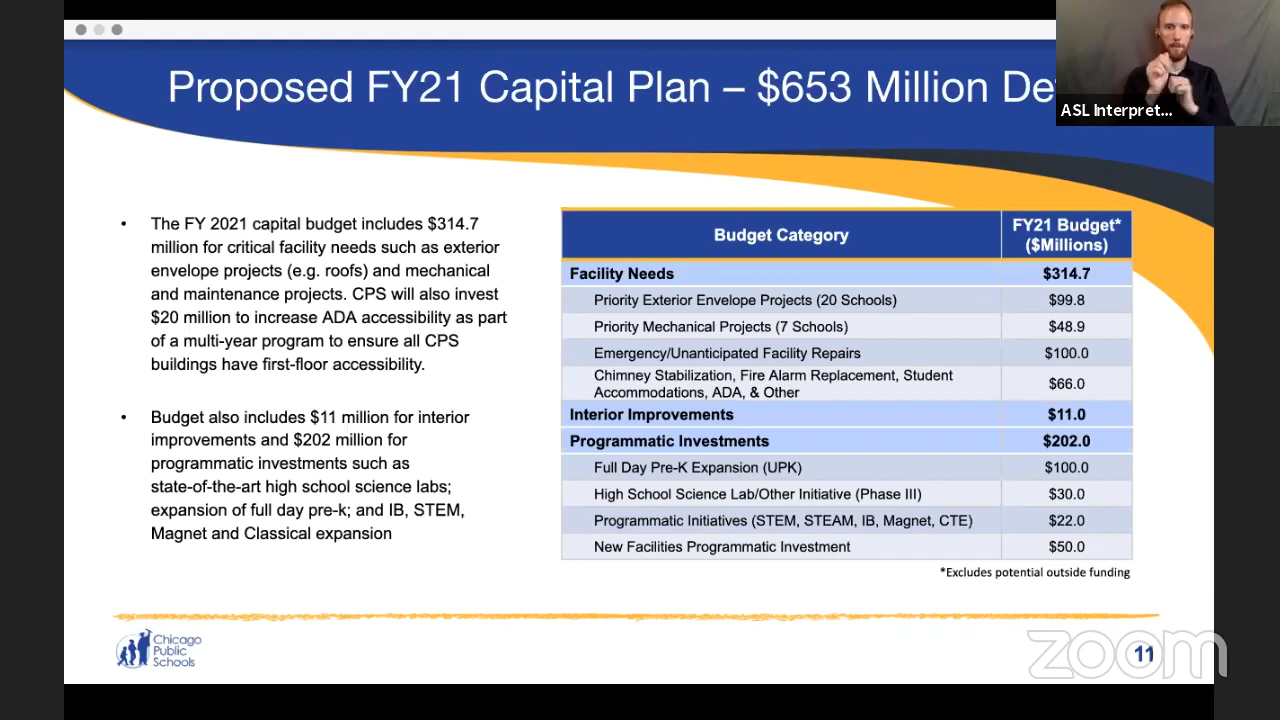 Proposed FY21 Capital Plan – $653 Million
ASL Interpret...
• The FY 2021 capital budget includes $314.7
million for critical facility needs such as exterior
envelope projects (e.g. roofs) and mechanical
and maintenance projects. CPS will also invest
$20 million to increase ADA accessibility as part
of a multi-year program to ensure all CPS
buildings have first-floor accessibility.
• Budget also includes $11 million for interior
improvements and $202 million for
programmatic investments such as
state-of-the-art high school science labs;
expansion of full day pre-k; and IB, STEM,
Magnet and Classical expansion
Budget Category FY21 Budget*
($Millions)
Facility Needs $314.7
Priority Exterior Envelope Projects (20 Schools) $99.8
Priority Mechanical Projects (7 Schools) $48.9
Emergency/Unanticipated Facility Repairs $100.0
Chimney Stabilization, Fire Alarm Replacement, Student
Accommodations, ADA, & Other $66.0
Interior Improvements $11.0
Programmatic Investments $202.0
Full Day Pre-K Expansion (UPK) $100.0
High School Science Lab/Other Initiative (Phase III) $30.0
Programmatic Initiatives (STEM, STEAM, IB, Magnet, CTE) $22.0
New Facilities Programmatic Investment $50.0
*Excludes potential outside funding
Chicago
Public
Schools
zoom
11